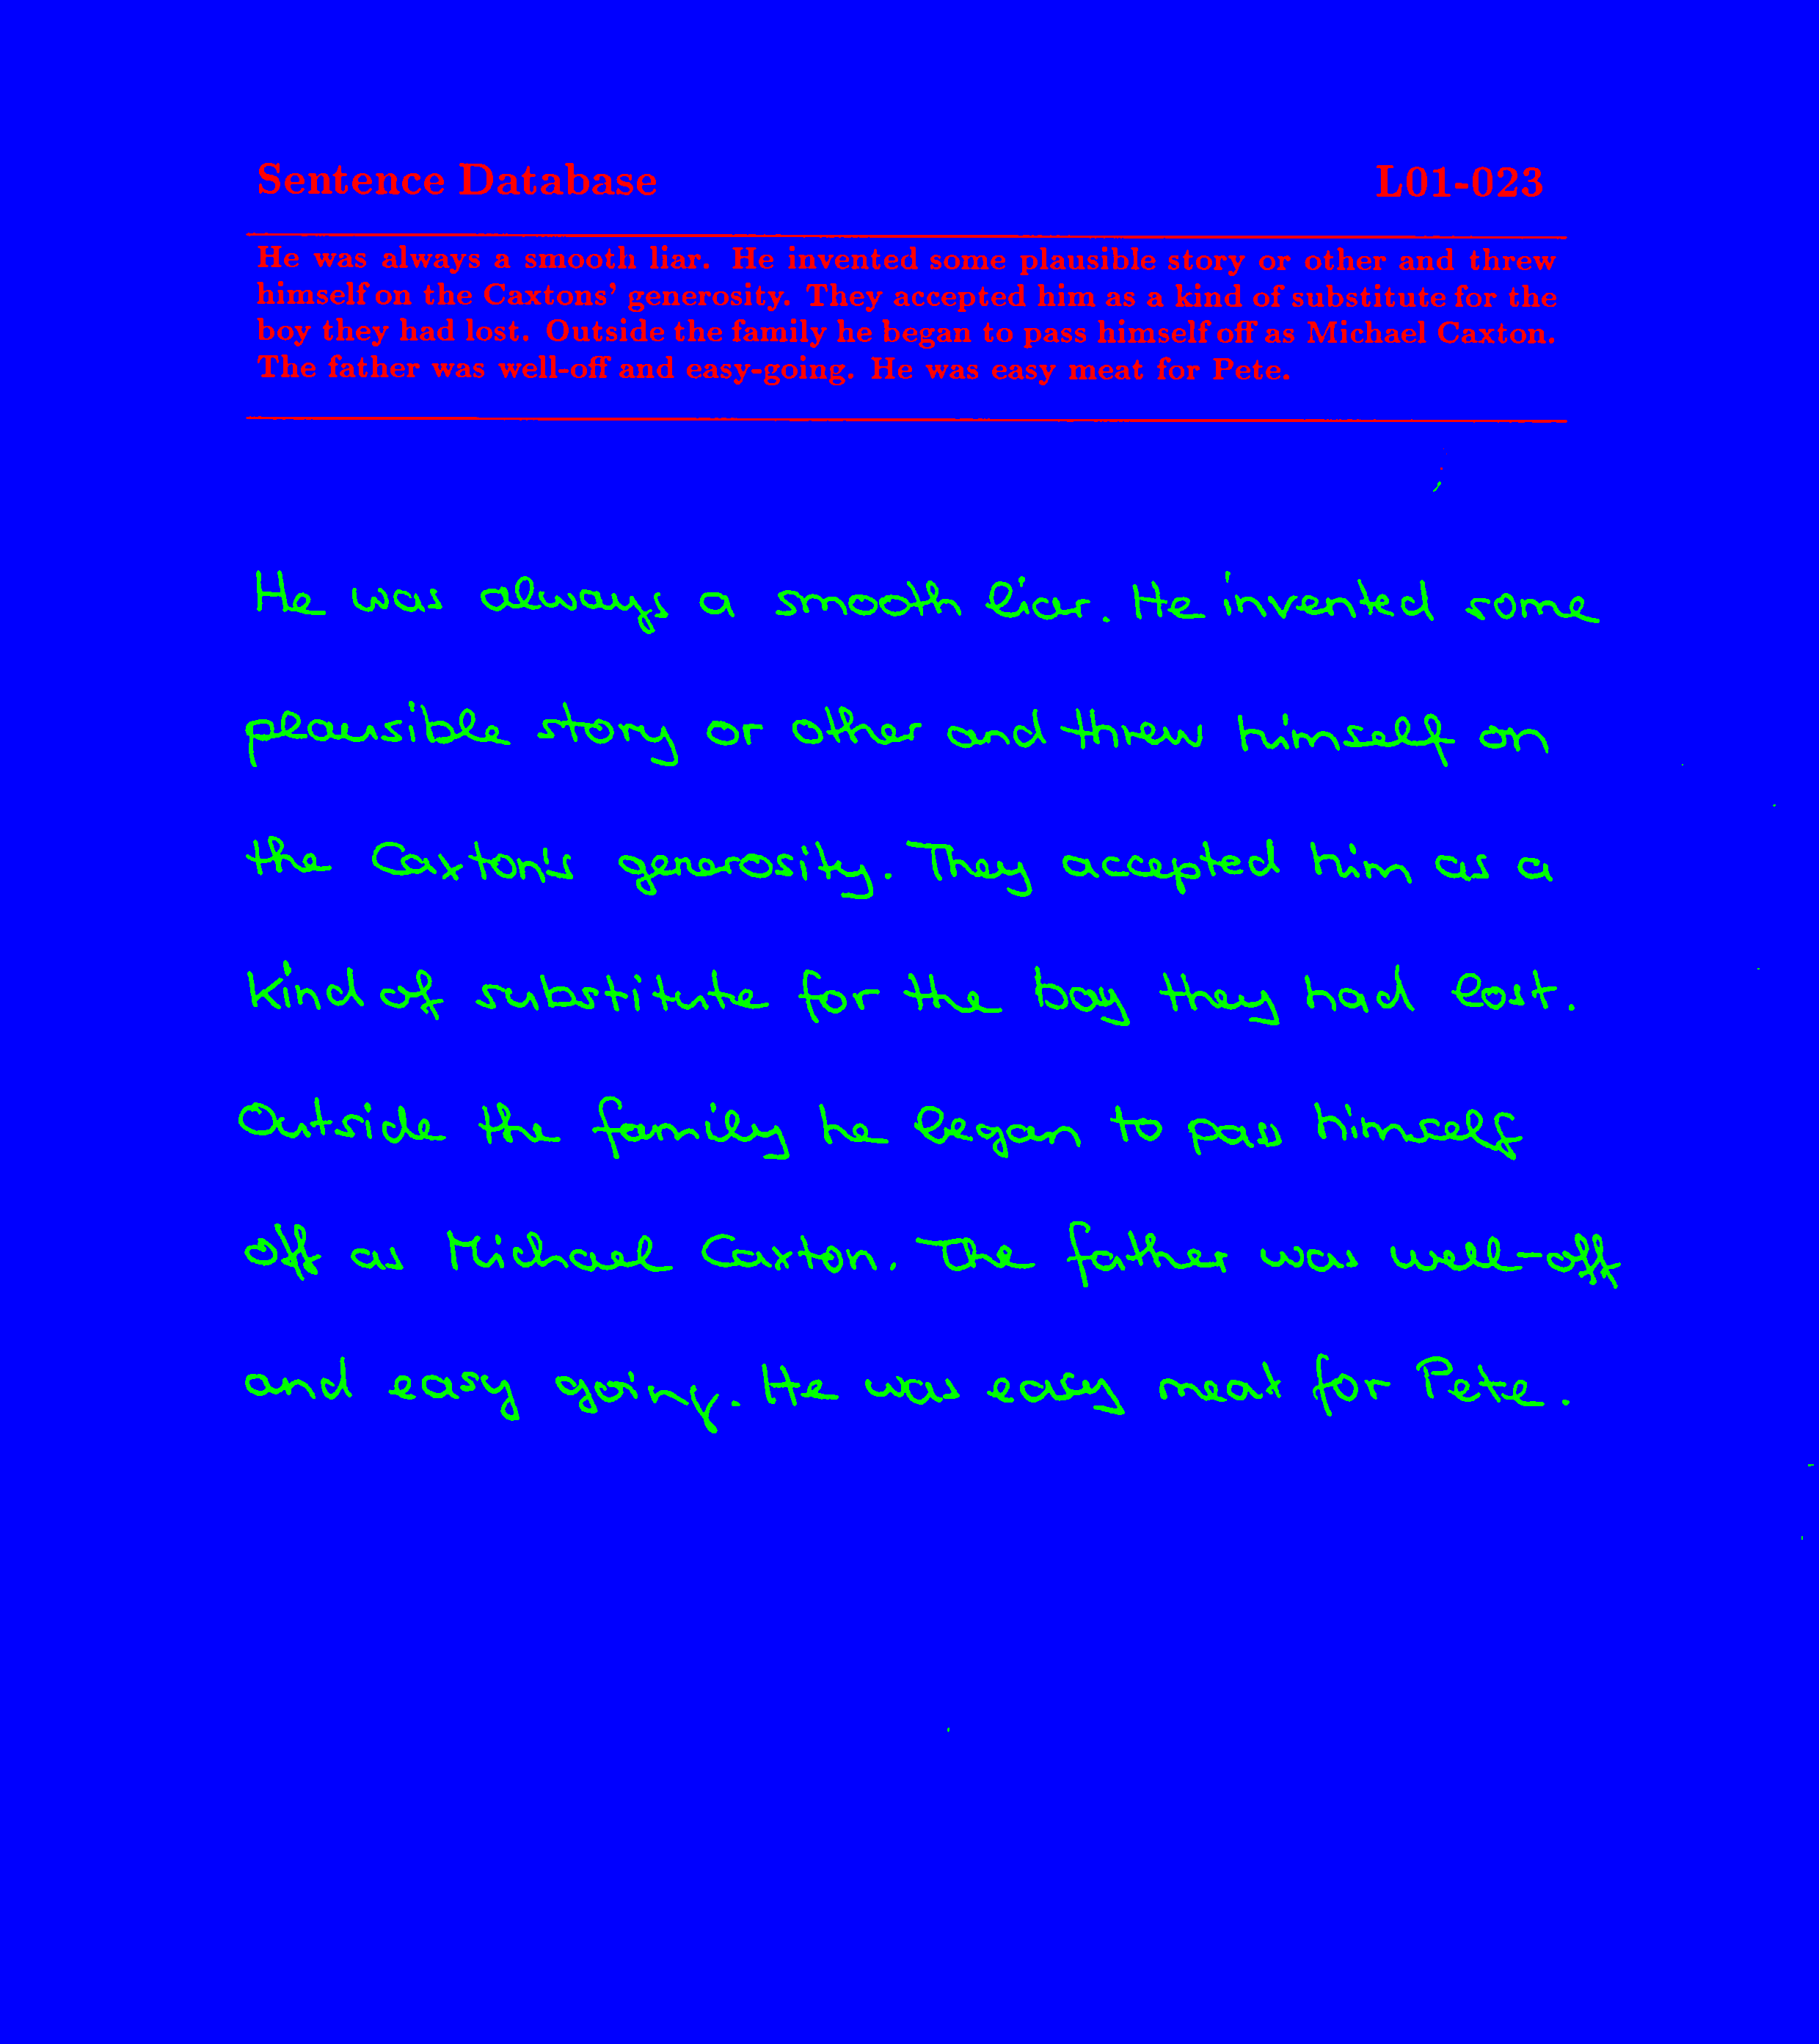 Sentence Database L01-023
He was always a smooth liar. He invented some plausible story or other and threw
himself on the Caxtons' generosity. They accepted him as a kind of substitute for the
boy they had lost. Outside the family he began to pass himself off as Michael Caxton.
The father was well-off and easy-going. He was easy meat for Pete.
He was always a smooth liar. He invented some
plausible story or other and threw himself on
the Caxton's generosity. They accepted him as a
kind of substitute for the boy they had lost.
Outside the family he began to pass himself
off as Michael Caxton. The father was well-off
and easy going. He was easy meat for Pete.